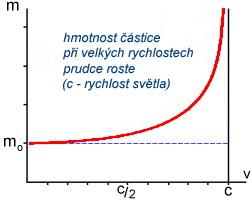 m
hmotnost částice
při velkých rychlostech
prudce roste
(c - rychlost světla)
m₀
v
c/2
c